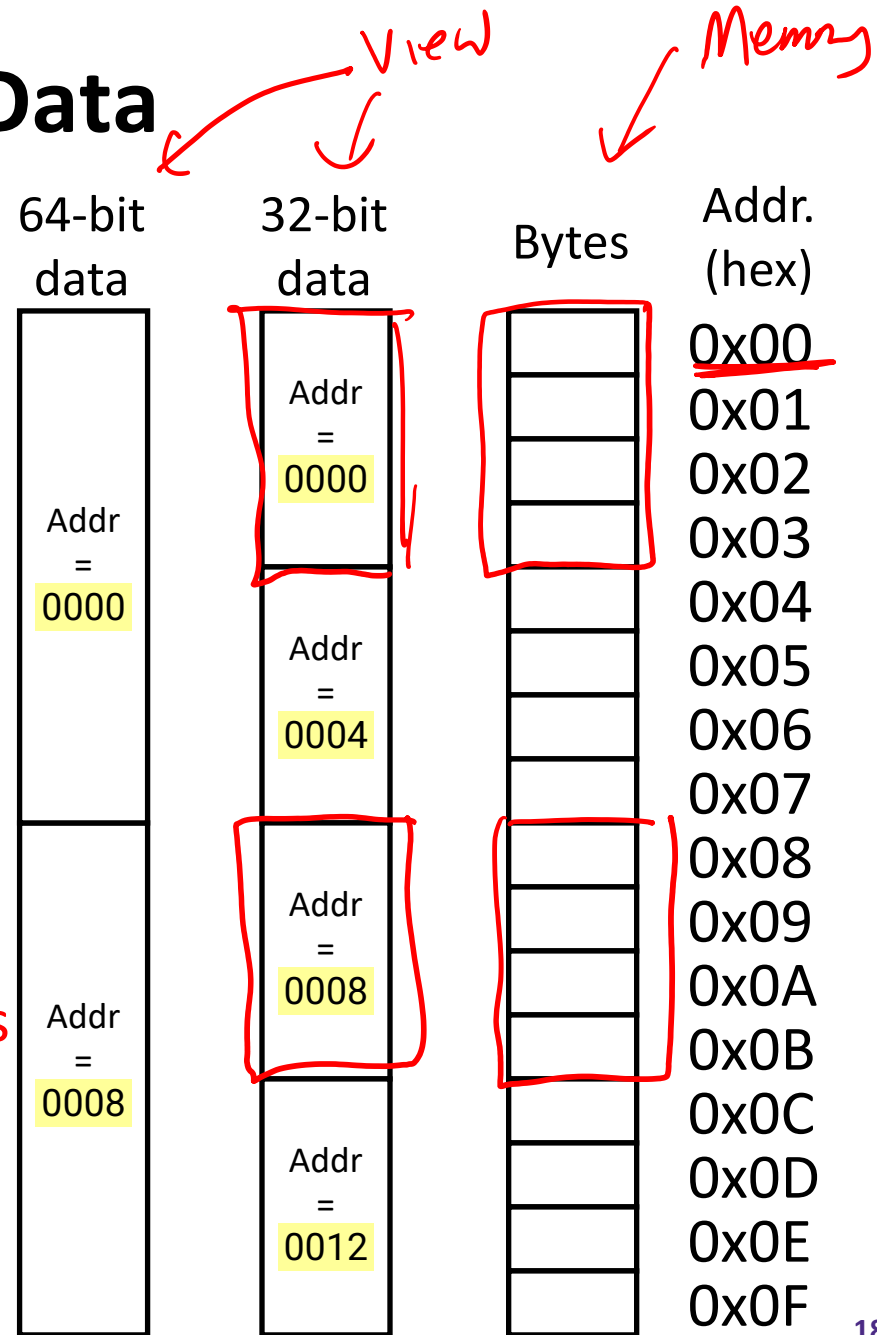 View
Memory
Data
64-bit
data
32-bit
data
Bytes
Addr.
(hex)
Addr
=
0000
Addr
=
0008
Addr
=
0000
Addr
=
0004
Addr
=
0008
Addr
=
0012
0x00
0x01
0x02
0x03
0x04
0x05
0x06
0x07
0x08
0x09
0x0A
0x0B
0x0C
0x0D
0x0E
0x0F
s
18